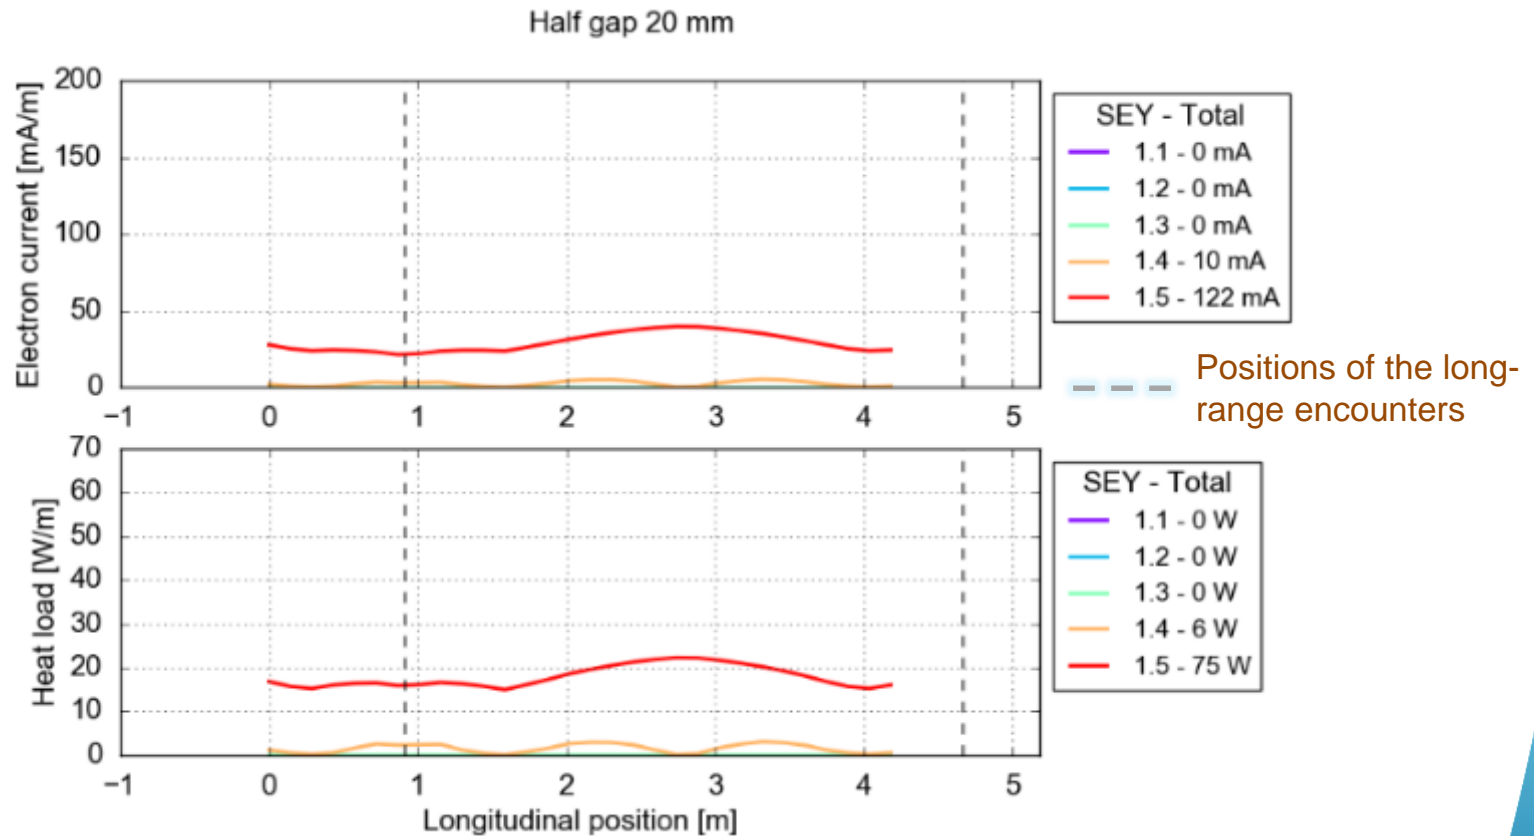 Half gap 20 mm
Electron current [mA/m]
200
150
100
50
0
−1 0 1 2 3 4 5
SEY - Total
1.1 - 0 mA
1.2 - 0 mA
1.3 - 0 mA
1.4 - 10 mA
1.5 - 122 mA
Positions of the long-
range encounters
Heat load [W/m]
70
60
50
40
30
20
10
0
−1 0 1 2 3 4 5
Longitudinal position [m]
SEY - Total
1.1 - 0 W
1.2 - 0 W
1.3 - 0 W
1.4 - 6 W
1.5 - 75 W